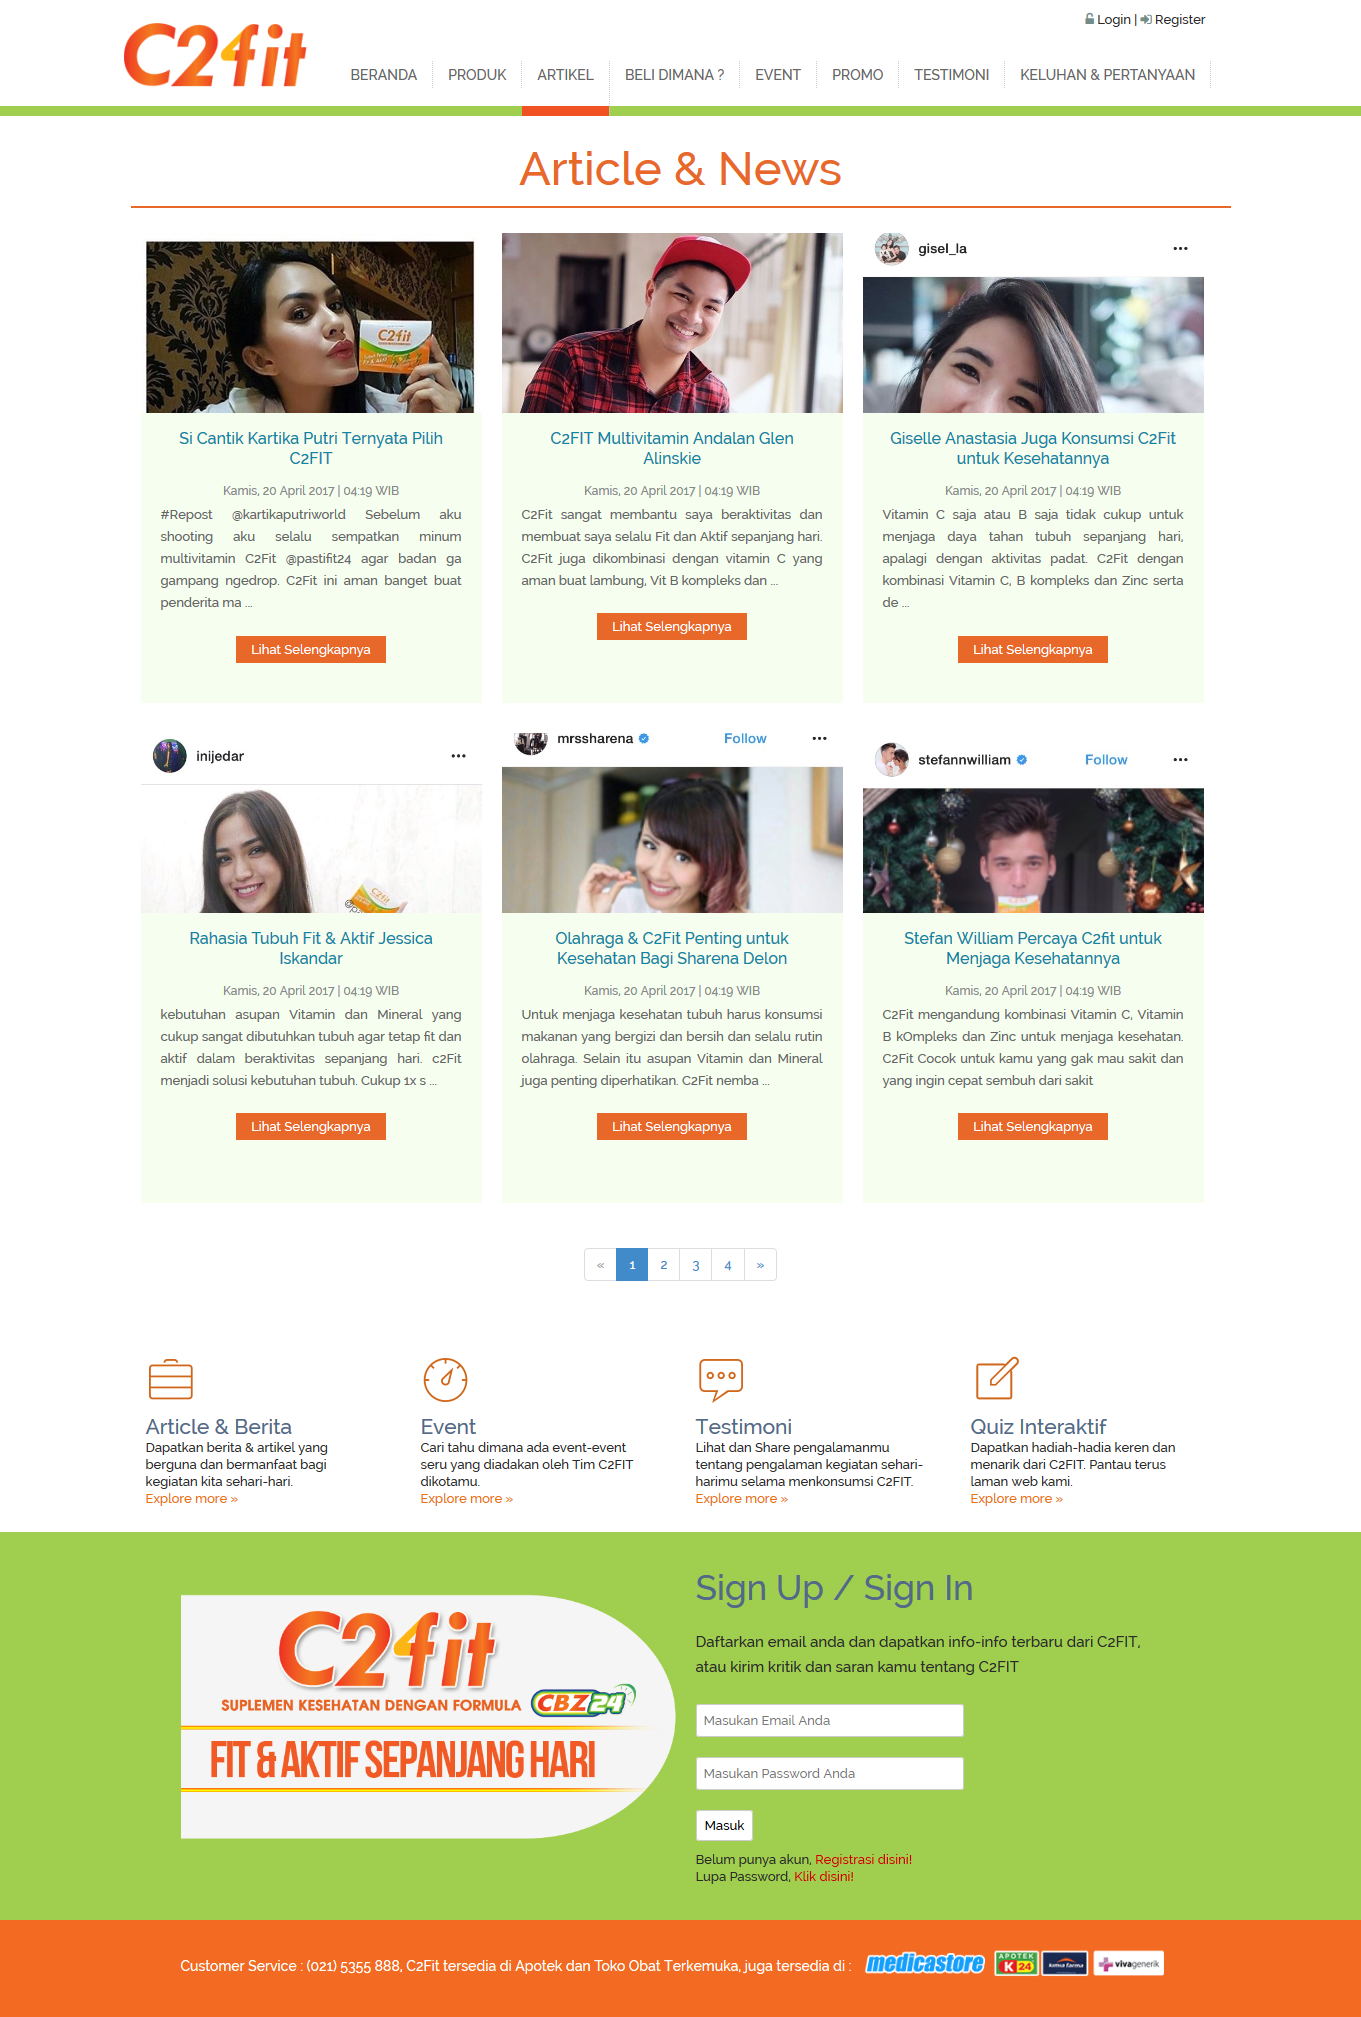 C24fit
Login | Register
BERANDA
PRODUK
ARTIKEL
BELI DIMANA ?
EVENT
PROMO
TESTIMONI
KELUHAN & PERTANYAAN
Article & News
C24fit
Si Cantik Kartika Putri Ternyata Pilih
C2FIT
Kamis, 20 April 2017 | 04:19 WIB
#Repost @kartikaputriworld Sebelum aku
shooting aku selalu sempatkan minum
multivitamin C2Fit @pastifit24 agar badan ga
gampang ngedrop. C2Fit ini aman banget buat
penderita ma ...
Lihat Selengkapnya
C2FIT Multivitamin Andalan Glen
Alinskie
Kamis, 20 April 2017 | 04:19 WIB
C2Fit sangat membantu saya beraktivitas dan
membuat saya selalu Fit dan Aktif sepanjang hari.
C2Fit juga dikombinasi dengan vitamin C yang
aman buat lambung, Vit B kompleks dan ...
Lihat Selengkapnya
gisel_la
Giselle Anastasia Juga Konsumsi C2Fit
untuk Kesehatannya
Kamis, 20 April 2017 | 04:19 WIB
Vitamin C saja atau B saja tidak cukup untuk
menjaga daya tahan tubuh sepanjang hari,
apalagi dengan aktivitas padat. C2Fit dengan
kombinasi Vitamin C, B kompleks dan Zinc serta
de ...
Lihat Selengkapnya
inijedar
C24fit
Rahasia Tubuh Fit & Aktif Jessica
Iskandar
Kamis, 20 April 2017 | 04:19 WIB
kebutuhan asupan Vitamin dan Mineral yang
cukup sangat dibutuhkan tubuh agar tetap fit dan
aktif dalam beraktivitas sepanjang hari. c2Fit
menjadi solusi kebutuhan tubuh. Cukup 1x s ...
Lihat Selengkapnya
mrssharena Follow
Olahraga & C2Fit Penting untuk
Kesehatan Bagi Sharena Delon
Kamis, 20 April 2017 | 04:19 WIB
Untuk menjaga kesehatan tubuh harus konsumsi
makanan yang bergizi dan bersih dan selalu rutin
olahraga. Selain itu asupan Vitamin dan Mineral
juga penting diperhatikan. C2Fit nemba ...
Lihat Selengkapnya
stefannwilliam Follow
C24fit
Stefan William Percaya C2fit untuk
Menjaga Kesehatannya
Kamis, 20 April 2017 | 04:19 WIB
C2Fit mengandung kombinasi Vitamin C, Vitamin
B kOmpleks dan Zinc untuk menjaga kesehatan.
C2Fit Cocok untuk kamu yang gak mau sakit dan
yang ingin cepat sembuh dari sakit
Lihat Selengkapnya
« 1 2 3 4 »
Article & Berita
Dapatkan berita & artikel yang
berguna dan bermanfaat bagi
kegiatan kita sehari-hari.
Explore more »
Event
Cari tahu dimana ada event-event
seru yang diadakan oleh Tim C2FIT
dikotamu.
Explore more »
Testimoni
Lihat dan Share pengalamanmu
tentang pengalaman kegiatan sehari-
harimu selama menkonsumsi C2FIT.
Explore more »
Quiz Interaktif
Dapatkan hadiah-hadia keren dan
menarik dari C2FIT. Pantau terus
laman web kami.
Explore more »
C24fit
SUPLEMEN KESEHATAN DENGAN FORMULA CBZ24
FIT & AKTIF SEPANJANG HARI
Sign Up / Sign In
Daftarkan email anda dan dapatkan info-info terbaru dari C2FIT,
atau kirim kritik dan saran kamu tentang C2FIT
Masukan Email Anda
Masukan Password Anda
Masuk
Belum punya akun, Registrasi disini!
Lupa Password, Klik disini!
Customer Service : (021) 5355 888, C2Fit tersedia di Apotek dan Toko Obat Terkemuka, juga tersedia di :
medicastore
APOTEK
K 24
kimia farma
vivagenerik